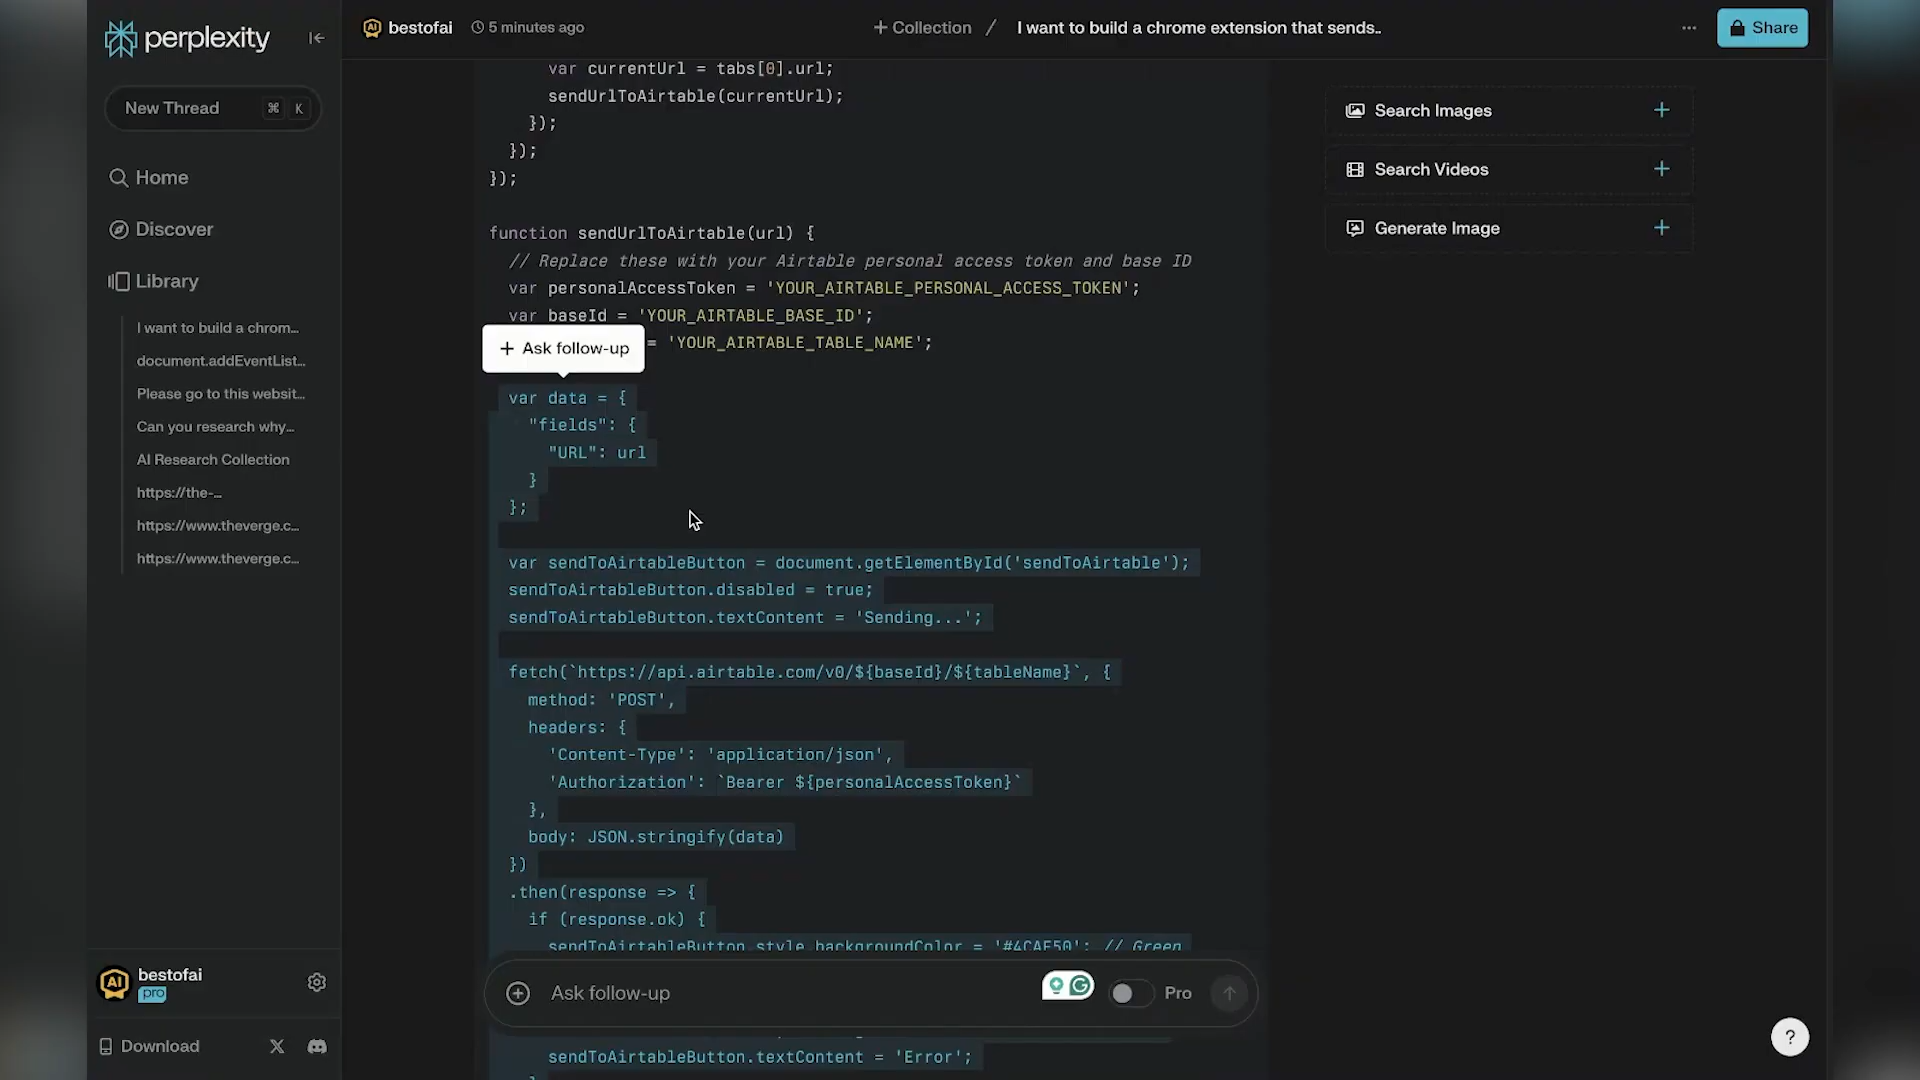 perplexity
New Thread ⌘ K
Home
Discover
Library
I want to build a chrom…
document.addEventList…
Please go to this websit…
Can you research why…
AI Research Collection
https://the-…
https://www.theverge.c…
https://www.theverge.c…
AI
bestofai
pro
Download
AI bestofai 5 minutes ago
+ Collection / I want to build a chrome extension that sends..
Share
var currentUrl = tabs[0].url;
sendUrlToAirtable(currentUrl);
});
});
});
function sendUrlToAirtable(url) {
// Replace these with your Airtable personal access token and base ID
var personalAccessToken = 'YOUR_AIRTABLE_PERSONAL_ACCESS_TOKEN';
var baseId = 'YOUR_AIRTABLE_BASE_ID';
+ Ask follow-up
= 'YOUR_AIRTABLE_TABLE_NAME';
var data = {
"fields": {
"URL": url
}
};
var sendToAirtableButton = document.getElementById('sendToAirtable');
sendToAirtableButton.disabled = true;
sendToAirtableButton.textContent = 'Sending...';
fetch(`https://api.airtable.com/v0/${baseId}/${tableName}`, {
method: 'POST',
headers: {
'Content-Type': 'application/json',
'Authorization': `Bearer ${personalAccessToken}`
},
body: JSON.stringify(data)
})
.then(response => {
if (response.ok) {
sendToAirtableButton.style.backgroundColor = '#4CAF50'; // Green
Ask follow-up
Pro
sendToAirtableButton.textContent = 'Error';
Search Images +
Search Videos +
Generate Image +
?